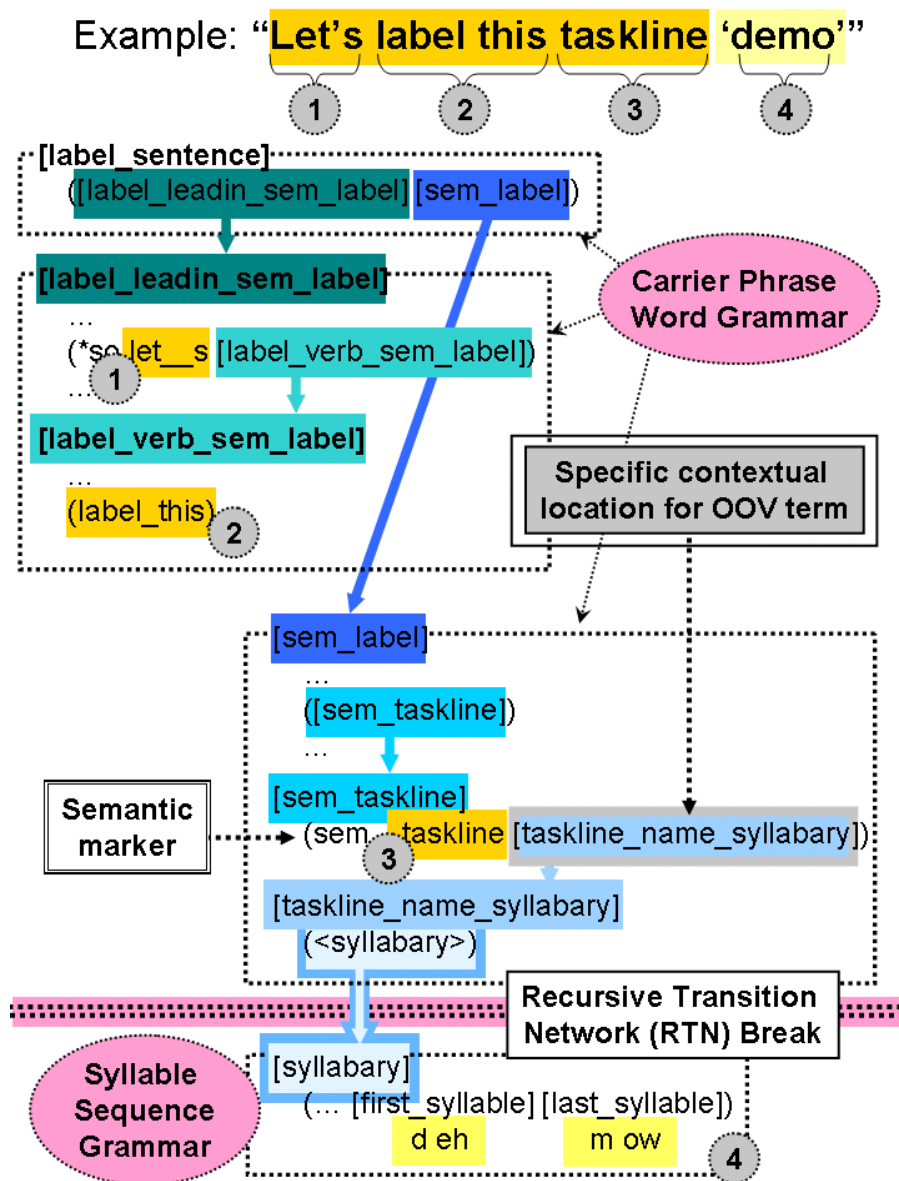 Example: “Let's label this taskline ‘demo’”
1 2 3 4
[label_sentence]
([label_leadin_sem_label] [sem_label])
[label_leadin_sem_label]
Carrier Phrase
Word Grammar
…
(*so let__s [label_verb_sem_label])
1
…
[label_verb_sem_label]
…
(label_this)
2
Specific contextual
location for OOV term
[sem_label]
…
([sem_taskline])
…
[sem_taskline]
Semantic
marker
(sem taskline [taskline_name_syllabary])
3
[taskline_name_syllabary]
(<syllabary>)
Recursive Transition
Network (RTN) Break
Syllable
Sequence
Grammar
[syllabary]
(… [first_syllable] [last_syllable])
d eh m ow
4